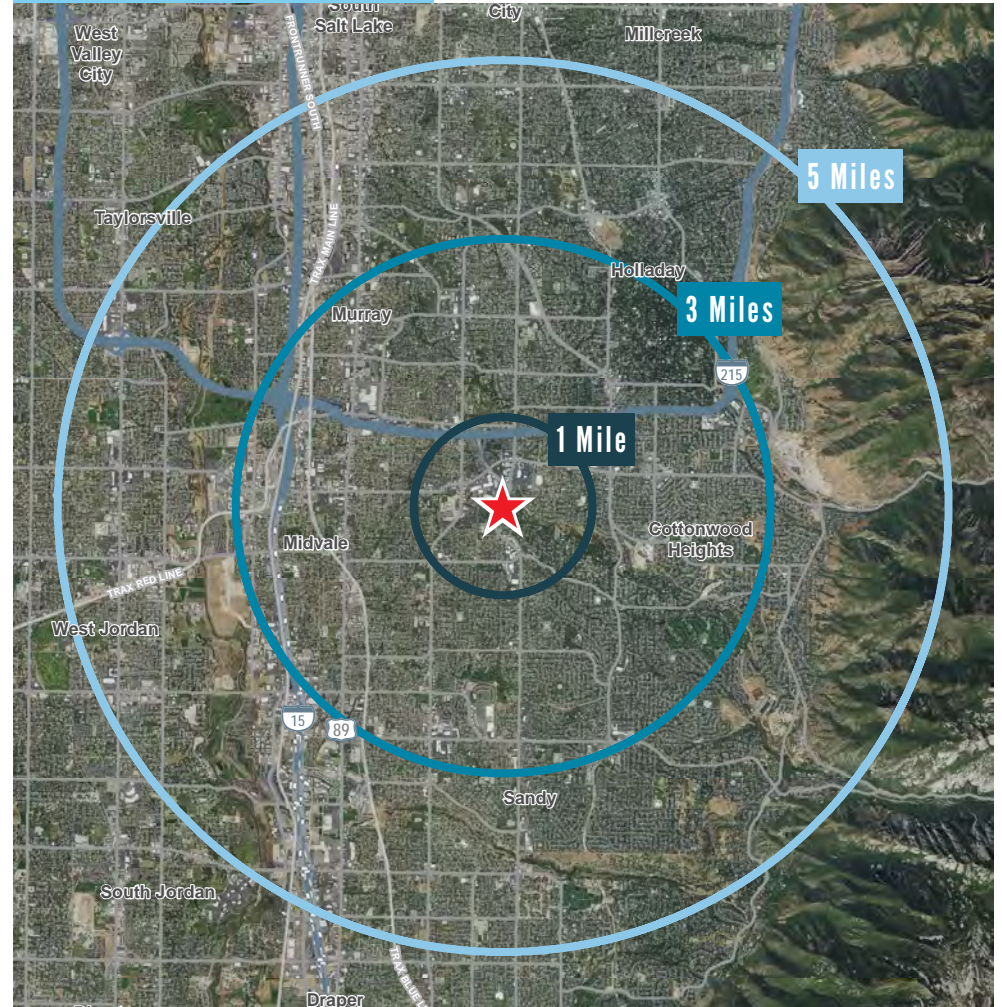 South
Salt Lake
City
West
Valley
City
Millcreek
FRONTRUNNER SOUTH
5 Miles
Taylorsville
TRAX MAIN LINE
Holladay
3 Miles
Murray
215
1 Mile
Cottonwood
Heights
Midvale
TRAX RED LINE
West Jordan
15
89
Sandy
South Jordan
TRAX BLUE
Draper